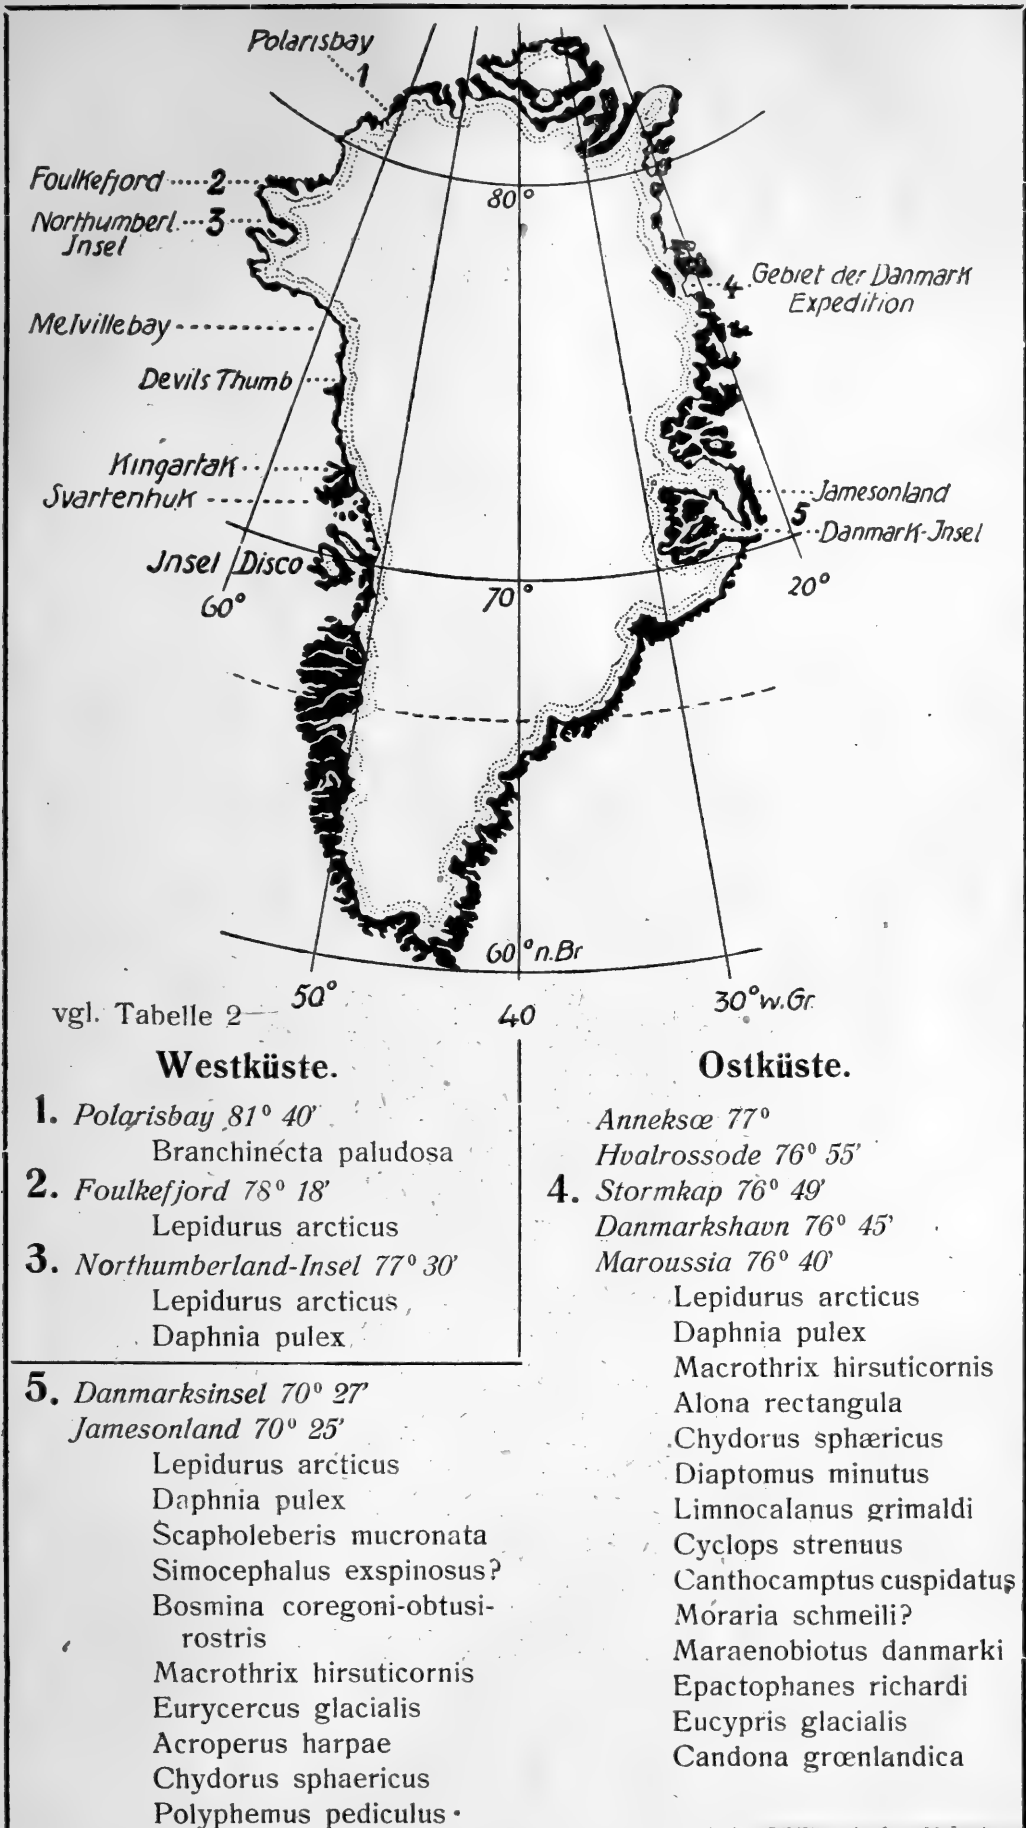 Polarisbay
1
Foulkefjord 2
80°
Northumberl. 3
Jnsel
4 Gebiet der Danmark
Expedition
Melvillebay
Devils Thumb
Kingartak
Svartenhuk
Jamesonland
5
Danmark-Jnsel
Jnsel Disco
60°
70°
20°
60° n. Br
50°
30° w. Gr.
vgl. Tabelle 2
40
Westküste.
1. Polarisbay 81° 40'
Branchinecta paludosa
2. Foulkefjord 78° 18'
Lepidurus arcticus
3. Northumberland-Insel 77° 30'
Lepidurus arcticus
Daphnia pulex
5. Danmarksinsel 70° 27'
Jamesonland 70° 25'
Lepidurus arcticus
Daphnia pulex
Scapholeberis mucronata
Simocephalus exspinosus?
Bosmina coregoni-obtusi-
rostris
Macrothrix hirsuticornis
Eurycercus glacialis
Acroperus harpae
Chydorus sphaericus
Polyphemus pediculus
Ostküste.
Anneksœ 77°
Hvalrossode 76° 55'
4. Stormkap 76° 49'
Danmarkshavn 76° 45'
Maroussia 76° 40'
Lepidurus arcticus
Daphnia pulex
Macrothrix hirsuticornis
Alona rectangula
Chydorus sphæricus
Diaptomus minutus
Limnocalanus grimaldi
Cyclops strenuus
Canthocamptus cuspidatus
Moraria schmeili?
Maraenobiotus danmarki
Epactophanes richardi
Eucypris glacialis
Candona grœnlandica